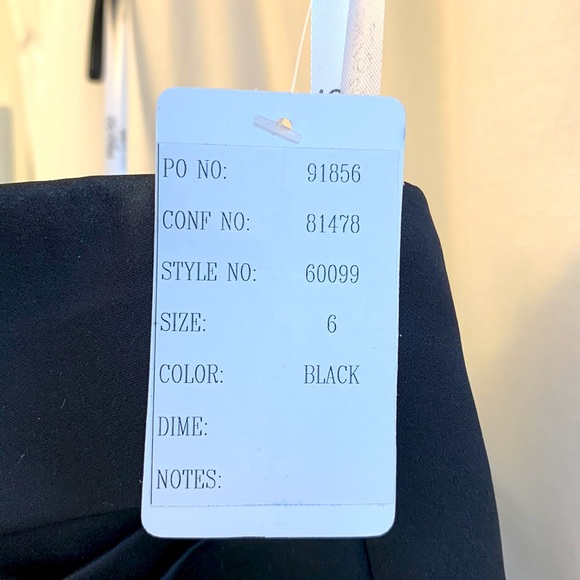 PO NO: 91856
CONF NO: 81478
STYLE NO: 60099
SIZE: 6
COLOR: BLACK
DIME:
NOTES: